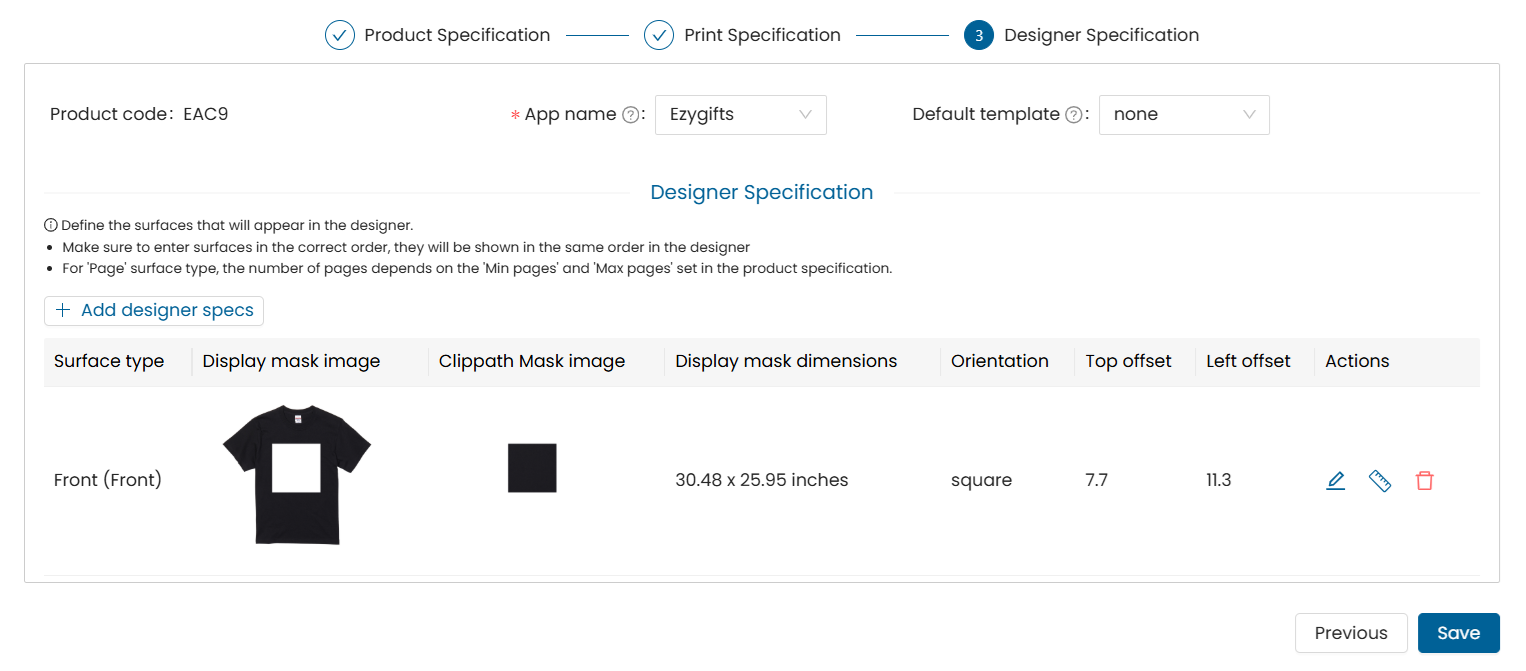 Product Specification
Print Specification
3 Designer Specification
Product code: EAC9
* App name ? : Ezygifts
Default template ? : none
Designer Specification
Define the surfaces that will appear in the designer.
• Make sure to enter surfaces in the correct order, they will be shown in the same order in the designer
• For 'Page' surface type, the number of pages depends on the 'Min pages' and 'Max pages' set in the product specification.
+ Add designer specs
Surface type Display mask image Clippath Mask image Display mask dimensions Orientation Top offset Left offset Actions
Front (Front) 30.48 x 25.95 inches square 7.7 11.3
Previous Save